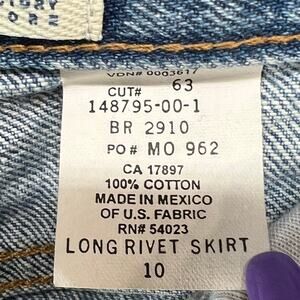 ORE
VDN# 0003617
CUT# 63
148795-00-1
BR 2910
PO# MO 962
CA 17897
100% COTTON
MADE IN MEXICO
OF U.S. FABRIC
RN# 54023
LONG RIVET SKIRT
10